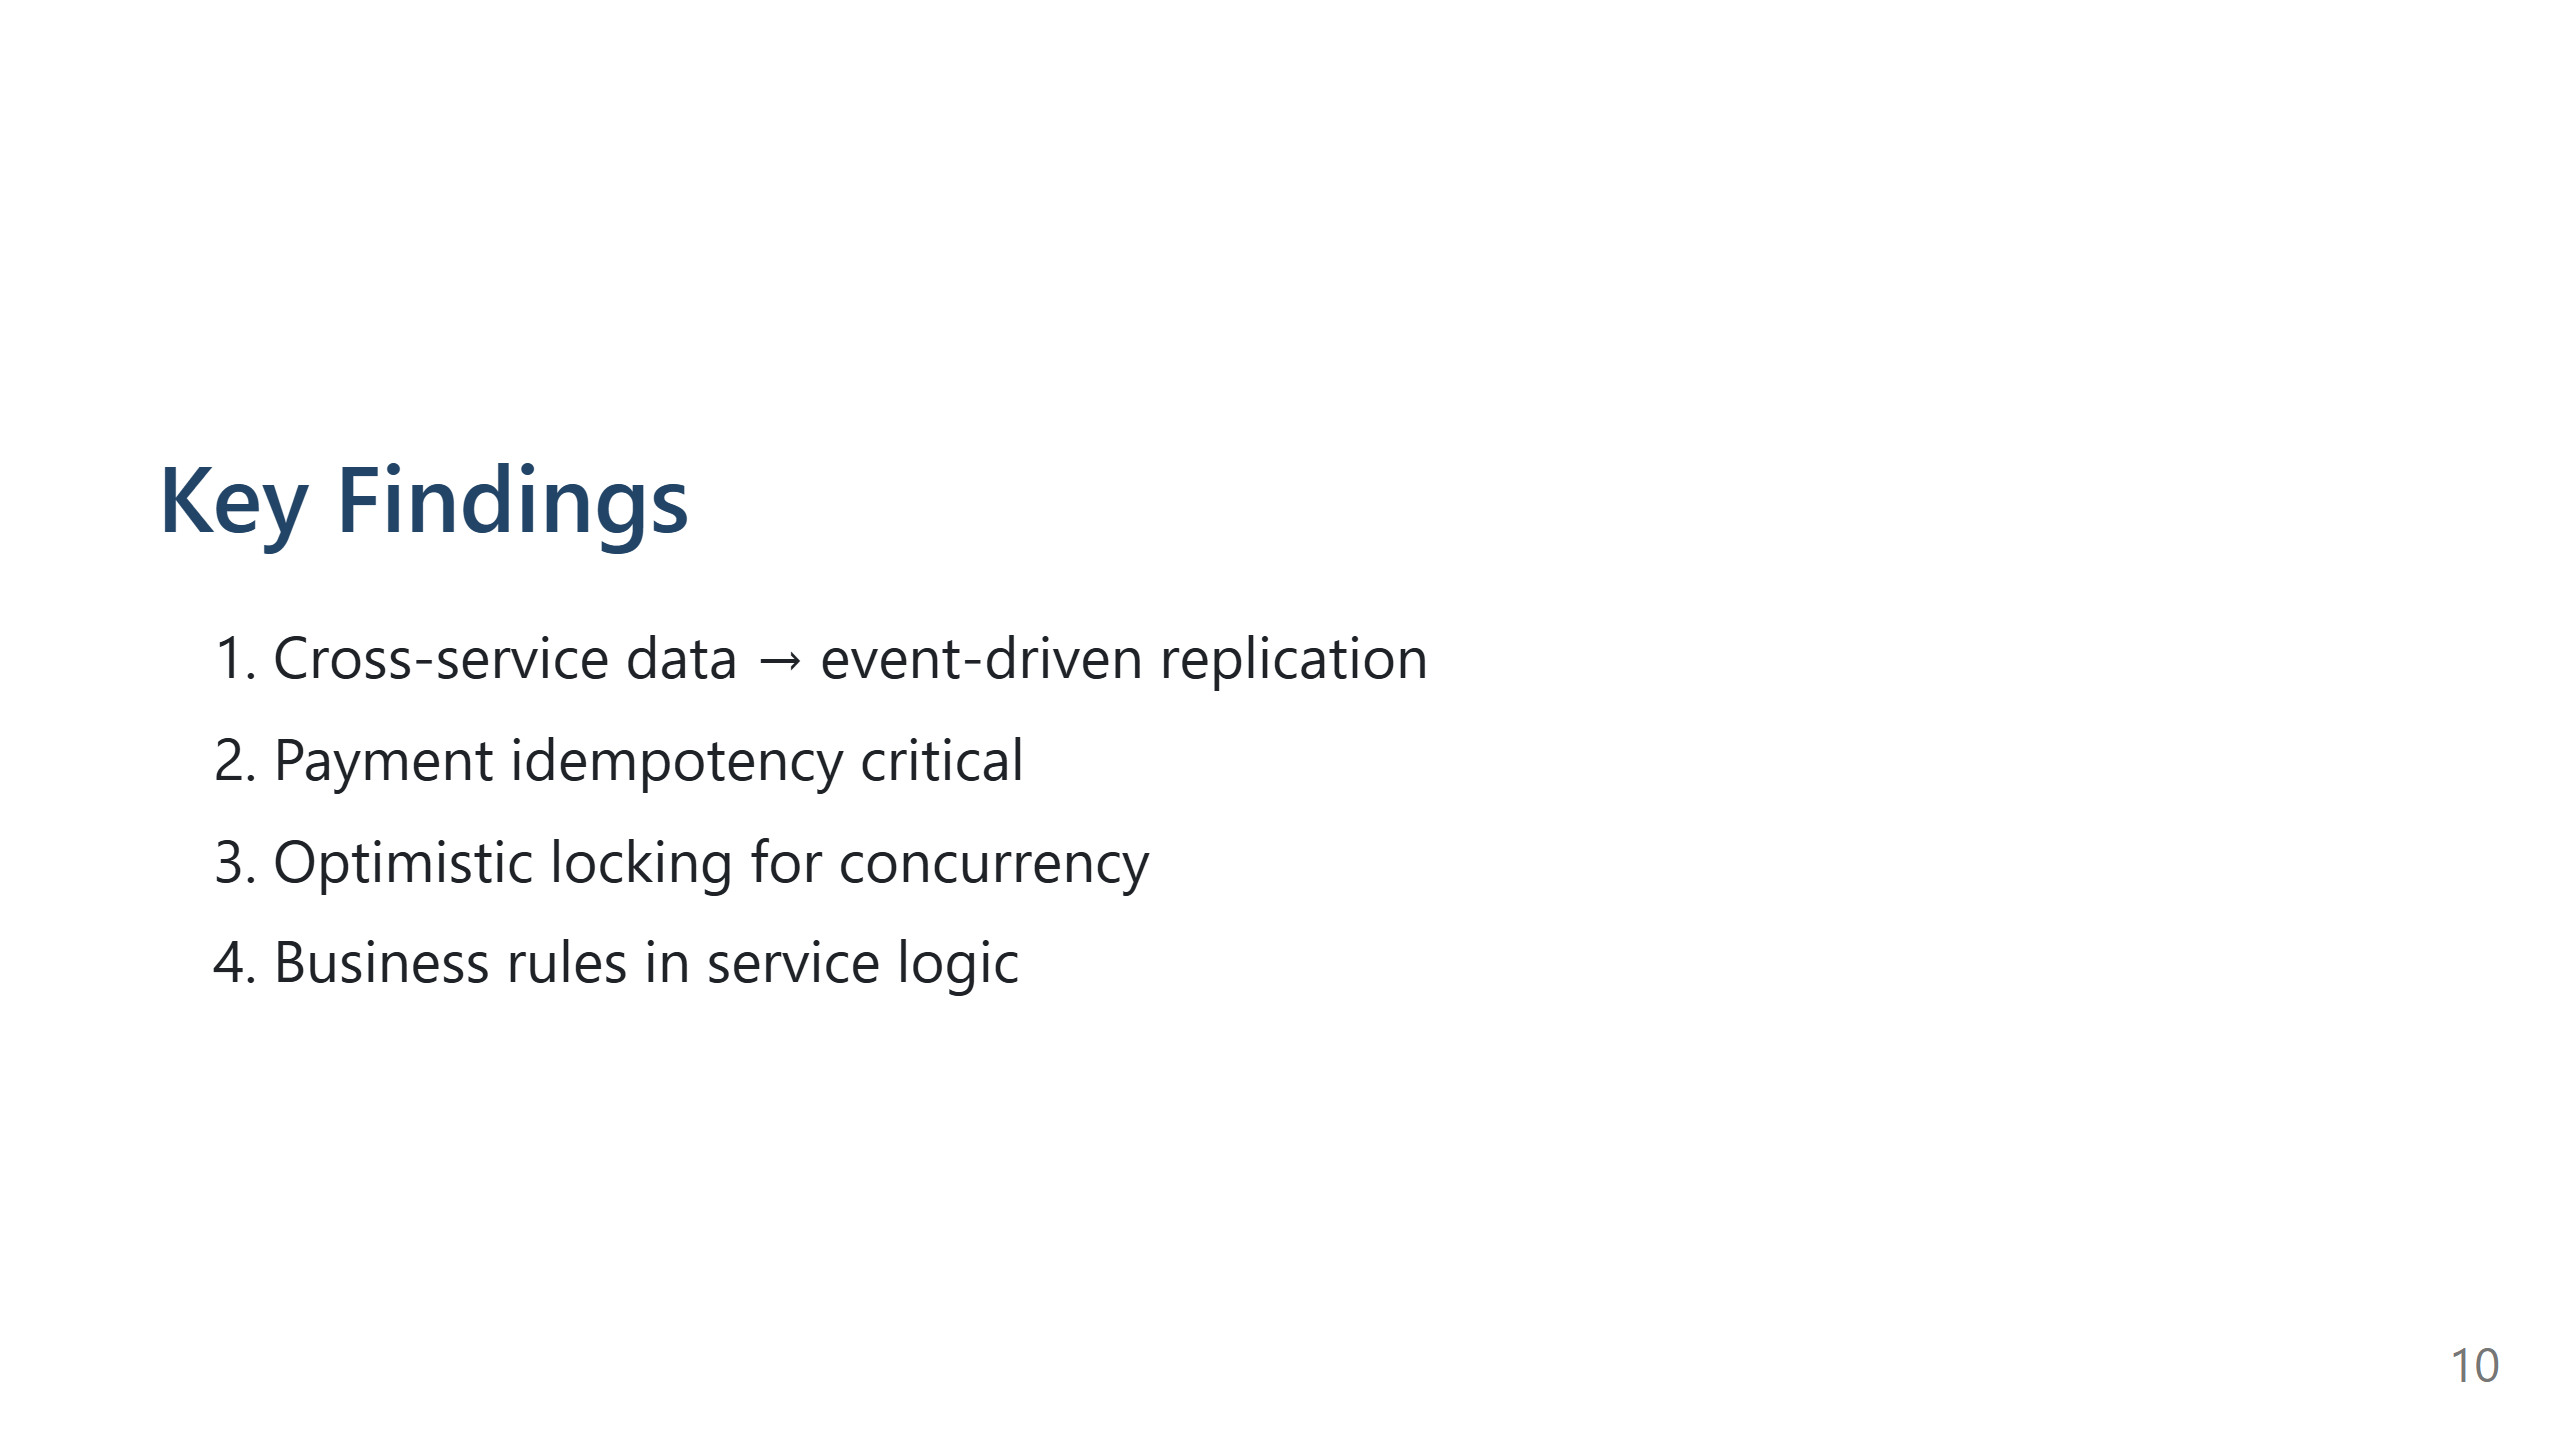 Key Findings
1. Cross-service data → event-driven replication
2. Payment idempotency critical
3. Optimistic locking for concurrency
4. Business rules in service logic
10